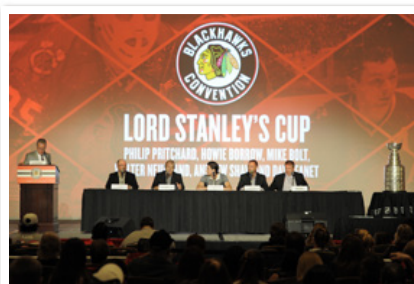 BLACKHAWKS
CONVENTION
LORD STANLEY'S CUP
PHILIP PRITCHARD, HOWIE BORROW, MIKE BOLT,